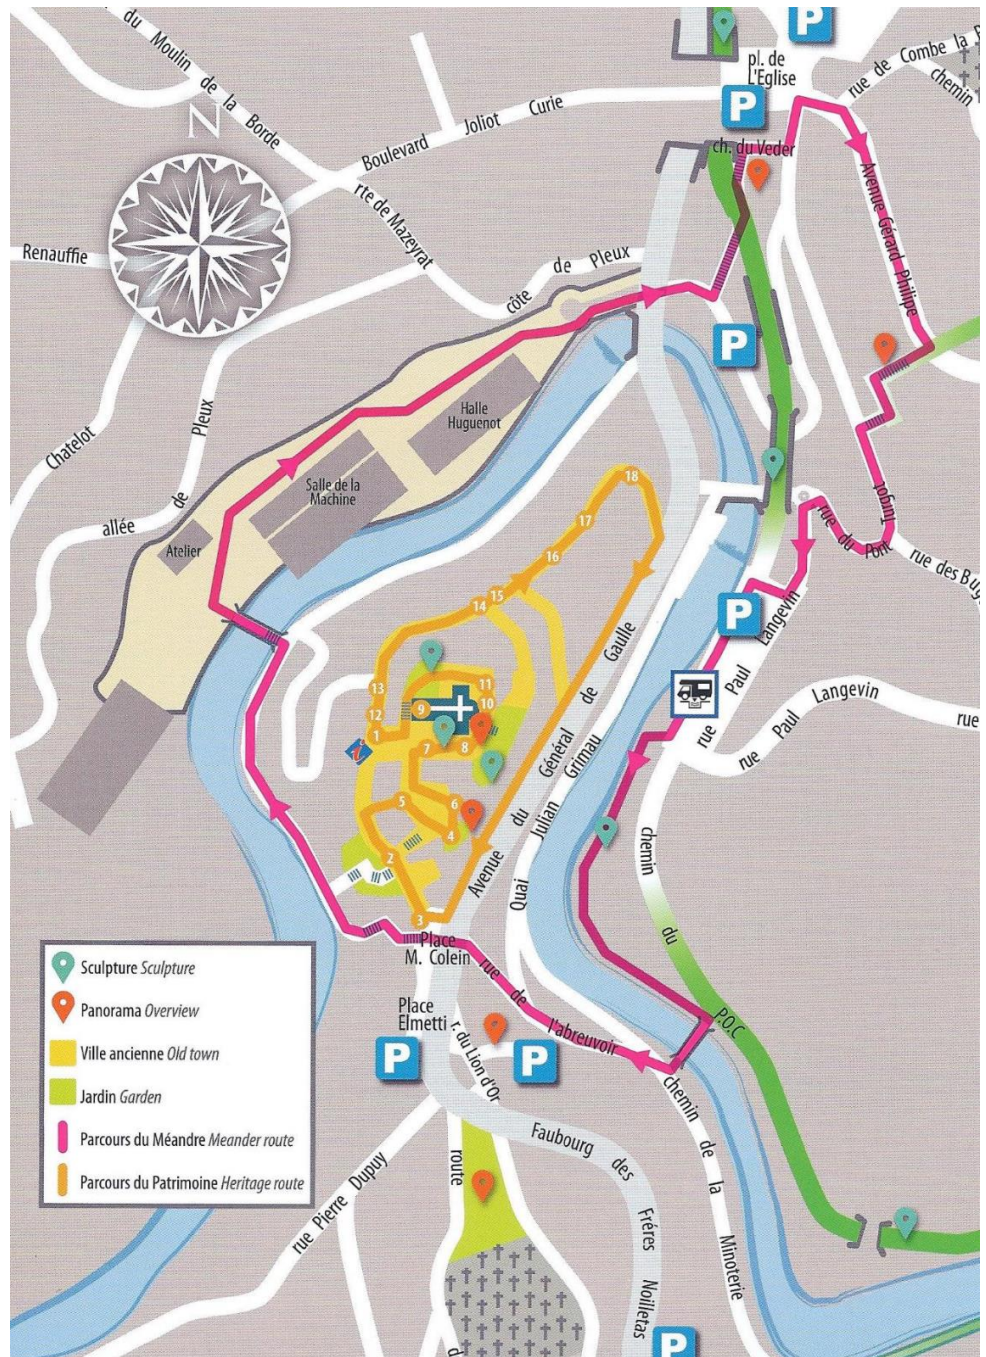 P
pl. de
L'Eglise
rue de Combe la B
chemin
du Moulin de la Borde
N
Boulevard Joliot Curie
P
ch. du Veder
Avenue Gérard Philipe
rte de Mazeyrat
Renauffie
côte de Pleux
P
Chatelot
allée de Pleux
Halle
Huguenot
Salle de la
Machine
Atelier
18
17
16
15
14
13
12
11
10
9
1
7
8
5
6
4
2
3
i
Turgot
rue du Pont
rue des Bug
P
rue Paul Langevin
rue Paul Langevin
rue
Avenue du Général de Gaulle
Quai Julian Grimau
chemin du P.O.C
Place
M. Colein
rue de l'abreuvoir
Place
Elmetti
r. du Lion d'Or
P
P
chemin de la Minoterie
Faubourg des Fréres Noilletas
route
d
rue Pierre Dupuy
P
Sculpture Sculpture
Panorama Overview
Ville ancienne Old town
Jardin Garden
Parcours du Méandre Meander route
Parcours du Patrimoine Heritage route